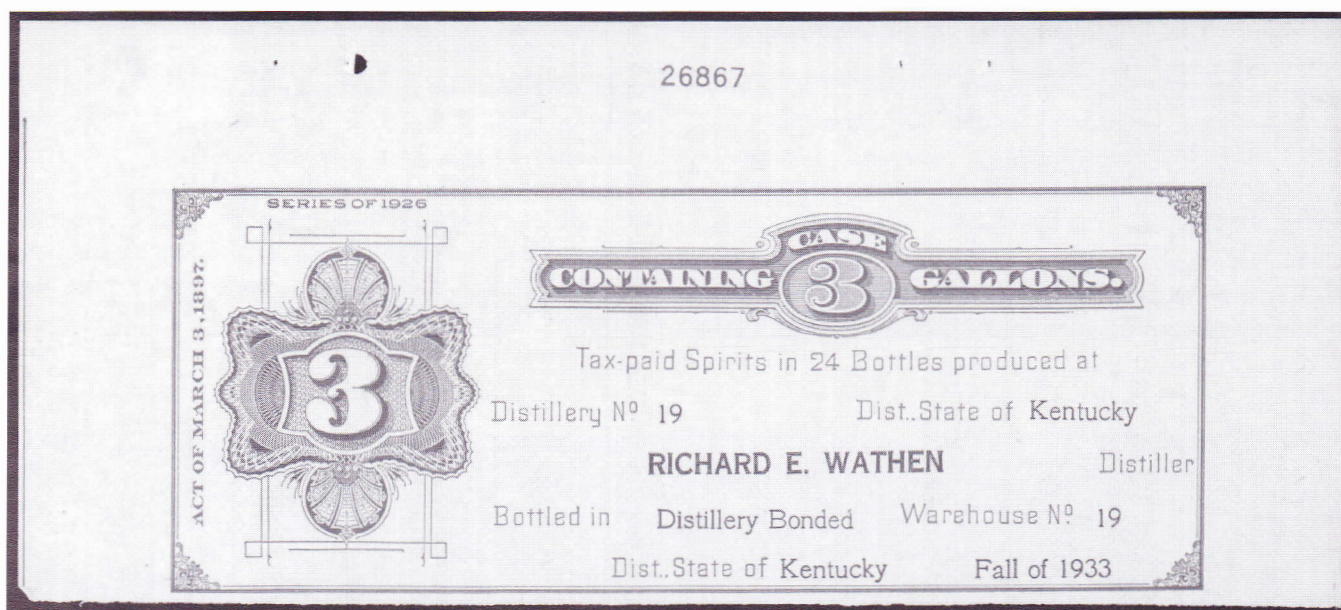 26867
SERIES OF 1926
ACT OF MARCH 3, 1897.
3
CASE
CONTAINING 3 GALLONS.
Tax-paid Spirits in 24 Bottles produced at
Distillery Nº 19 Dist..State of Kentucky
RICHARD E. WATHEN Distiller
Bottled in Distillery Bonded Warehouse Nº 19
Dist..State of Kentucky Fall of 1933